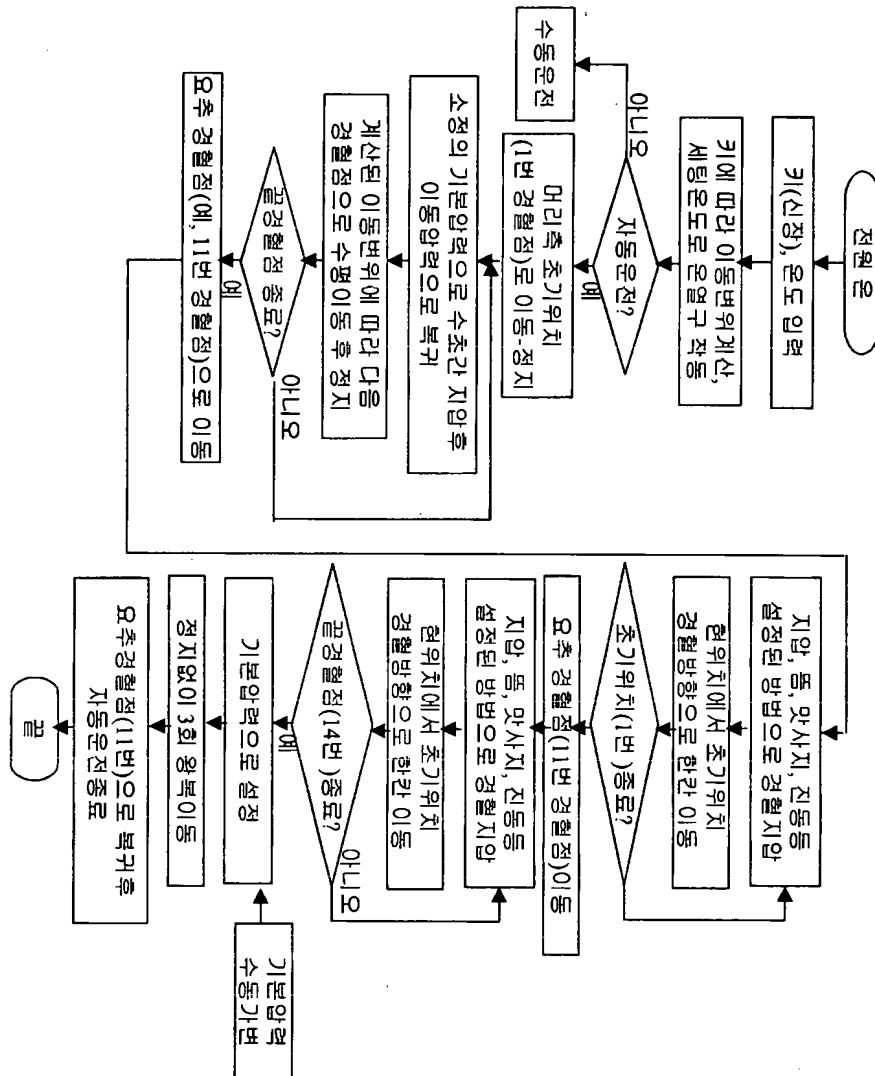 전원 온
키(신장), 온도 입력
키에 따라 이동변위계산,
세팅온도로 온열구 작동
자동운전?
아니오
수동운전
예
머리측 초기위치
(1번 경혈점)로 이동-정지
소정의 기본압력으로 수초간 지압후
이동압력으로 복귀
계산된 이동변위에 따라 다음
경혈점으로 수평이동 후 정지
끝경혈점 종료?
아니오
예
요추 경혈점(예, 11번 경혈점)으로 이동
지압, 뜸, 맛사지, 진동등
설정된 방법으로 경혈지압
현위치에서 초기위치
경혈방향으로 한칸 이동
초기위치(1번)종료?
요추 경혈점(11번 경혈점)이동
지압, 뜸, 맛사지, 진동등
설정된 방법으로 경혈지압
현위치에서 초기위치
경혈방향으로 한칸 이동
끝경혈점(14번)종료?
아니오
예
기본압력으로 설정
기본압력
수동가변
정지없이 3회 왕복이동
요추경혈점(11번)으로 복귀후
자동운전종료
끝